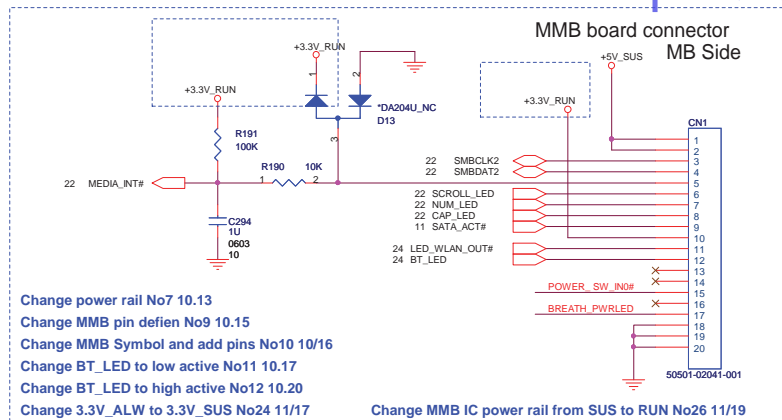 MMB board connector
MB Side
+5V_SUS
+3.3V_RUN
+3.3V_RUN
+3.3V_RUN
1
2
*DA204U_NC
D13
3
CN1
R191
100K
R190 10K
1 2
22 MEDIA_INT#
C294
1U
0603
10
22 SMBCLK2
22 SMBDAT2
22 SCROLL_LED
22 NUM_LED
22 CAP_LED
11 SATA_ACT#
24 LED_WLAN_OUT#
24 BT_LED
POWER_ SW_IN0#
BREATH_PWRLED
1
2
3
4
5
6
7
8
9
10
11
12
13
14
15
16
17
18
19
20
50501-02041-001
Change power rail No7 10.13
Change MMB pin defien No9 10.15
Change MMB Symbol and add pins No10 10/16
Change BT_LED to low active No11 10.17
Change BT_LED to high active No12 10.20
Change 3.3V_ALW to 3.3V_SUS No24 11/17
Change MMB IC power rail from SUS to RUN No26 11/19